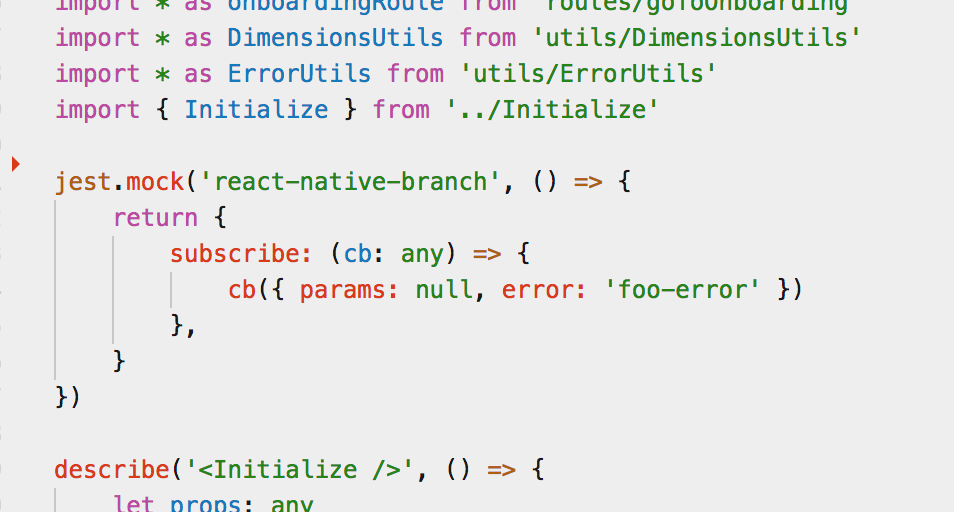 import * as onboardingRoute from 'routes/goToOnboarding'
import * as DimensionsUtils from 'utils/DimensionsUtils'
import * as ErrorUtils from 'utils/ErrorUtils'
import { Initialize } from '../Initialize'
jest.mock('react-native-branch', () => {
return {
subscribe: (cb: any) => {
cb({ params: null, error: 'foo-error' })
},
}
})
describe('<Initialize />', () => {
let props: any